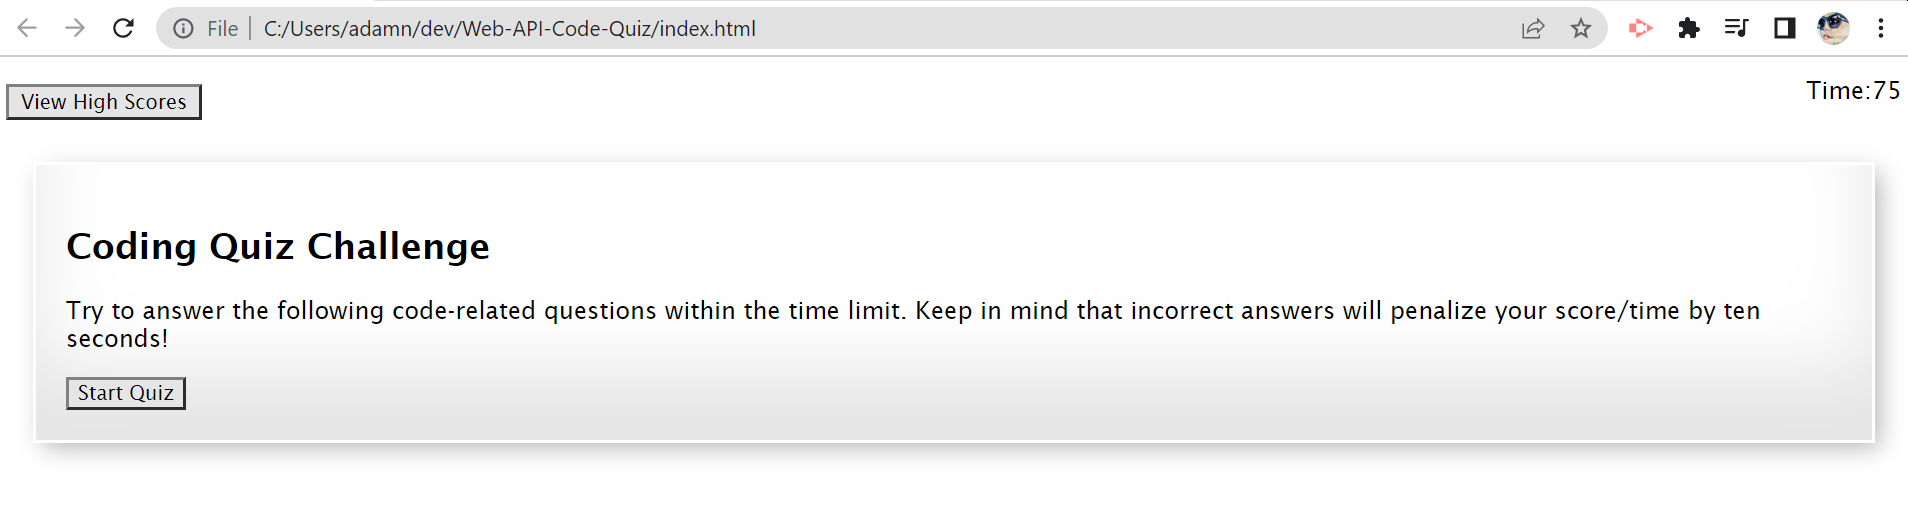 File C:/Users/adamn/dev/Web-API-Code-Quiz/index.html
View High Scores
Time:75
Coding Quiz Challenge
Try to answer the following code-related questions within the time limit. Keep in mind that incorrect answers will penalize your score/time by ten
seconds!
Start Quiz